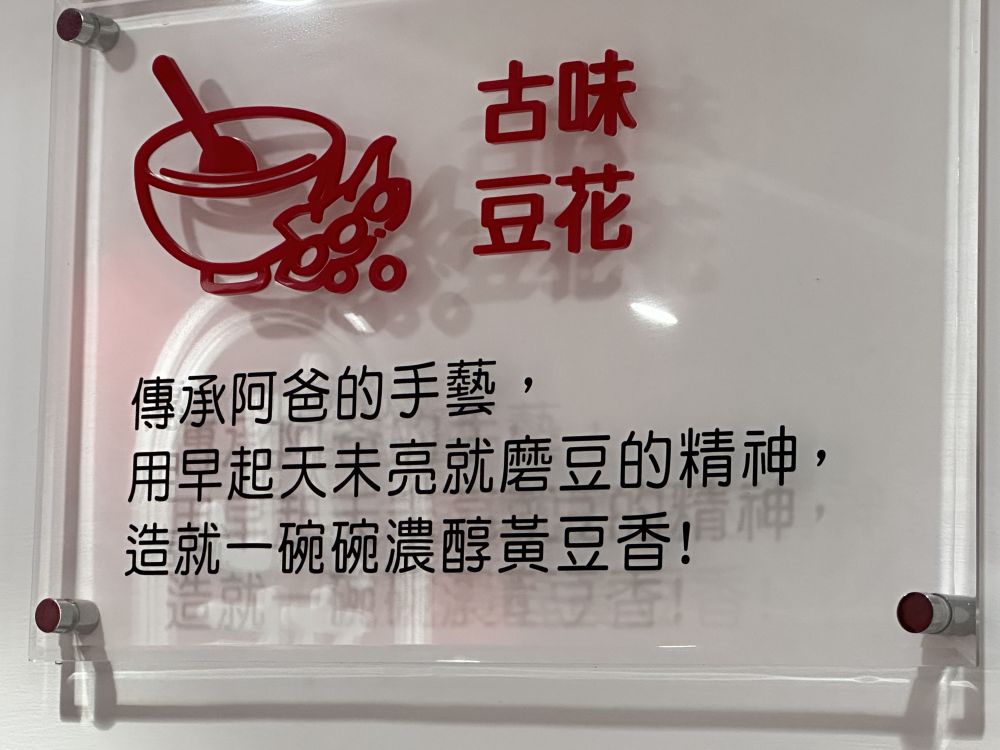 古味
豆花
傳承阿爸的手藝，
用早起天未亮就磨豆的精神，
造就一碗碗濃醇黃豆香!